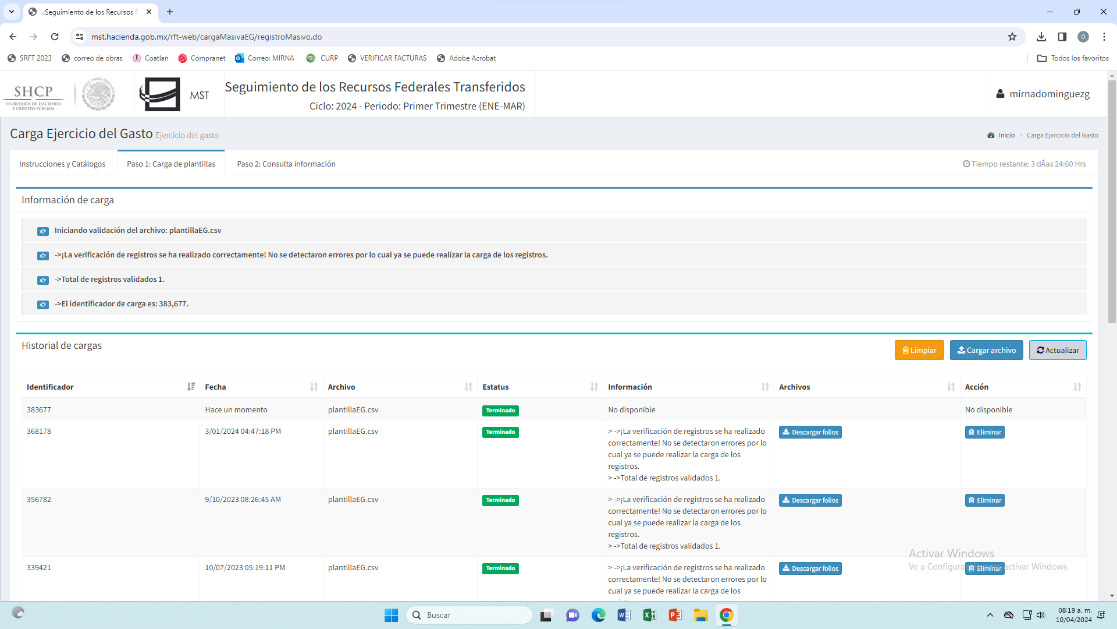 ¿Seguimiento de los Recursos F
mst.hacienda.gob.mx/rft-web/cargaMasivaEG/registroMasivo.do
SRFT 2023 correo de obras Coatlan Compranet Correo: MIRNA CURP VERIFICAR FACTURAS Adobe Acrobat Todos los favoritos
SHCP
SECRETARÍA DE HACIENDA
Y CRÉDITO PÚBLICO
MST
Seguimiento de los Recursos Federales Transferidos
Ciclo: 2024 - Periodo: Primer Trimestre (ENE-MAR)
mirnadominguezg
Carga Ejercicio del Gasto Ejercicio del gasto
Inicio > Carga Ejercicio del Gasto
Instrucciones y Catálogos Paso 1: Carga de plantillas Paso 2: Consulta información
Tiempo restante: 3 dÃas 24:60 Hrs.
Información de carga
Iniciando validación del archivo: plantillaEG.csv
->¡La verificación de registros se ha realizado correctamente! No se detectaron errores por lo cual ya se puede realizar la carga de los registros.
->Total de registros validados 1.
->El identificador de carga es: 383,677.
Historial de cargas
Limpiar Cargar archivo Actualizar
Identificador Fecha Archivo Estatus Información Archivos Acción
383677 Hace un momento plantillaEG.csv Terminado No disponible No disponible
368178 3/01/2024 04:47:18 PM plantillaEG.csv Terminado > ->¡La verificación de registros se ha realizado Descargar folios Eliminar
correctamente! No se detectaron errores por lo
cual ya se puede realizar la carga de los
registros.
> ->Total de registros validados 1.
356782 9/10/2023 08:26:45 AM plantillaEG.csv Terminado > ->¡La verificación de registros se ha realizado Descargar folios Eliminar
correctamente! No se detectaron errores por lo
cual ya se puede realizar la carga de los
registros.
> ->Total de registros validados 1.
339421 10/07/2023 05:19:11 PM plantillaEG.csv Terminado > ->¡La verificación de registros se ha realizado Descargar folios Eliminar
correctamente! No se detectaron errores por lo
cual ya se puede realizar la carga de los
Activar Windows
Ve a Configura activar Windows.
Buscar
08:19 a. m.
10/04/2024